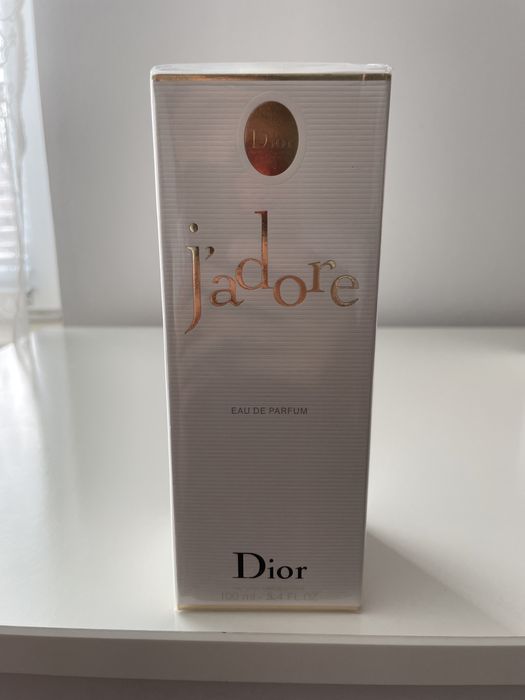 Dior
j'adore
EAU DE PARFUM
Dior
100 ml - 3.4 FL.OZ